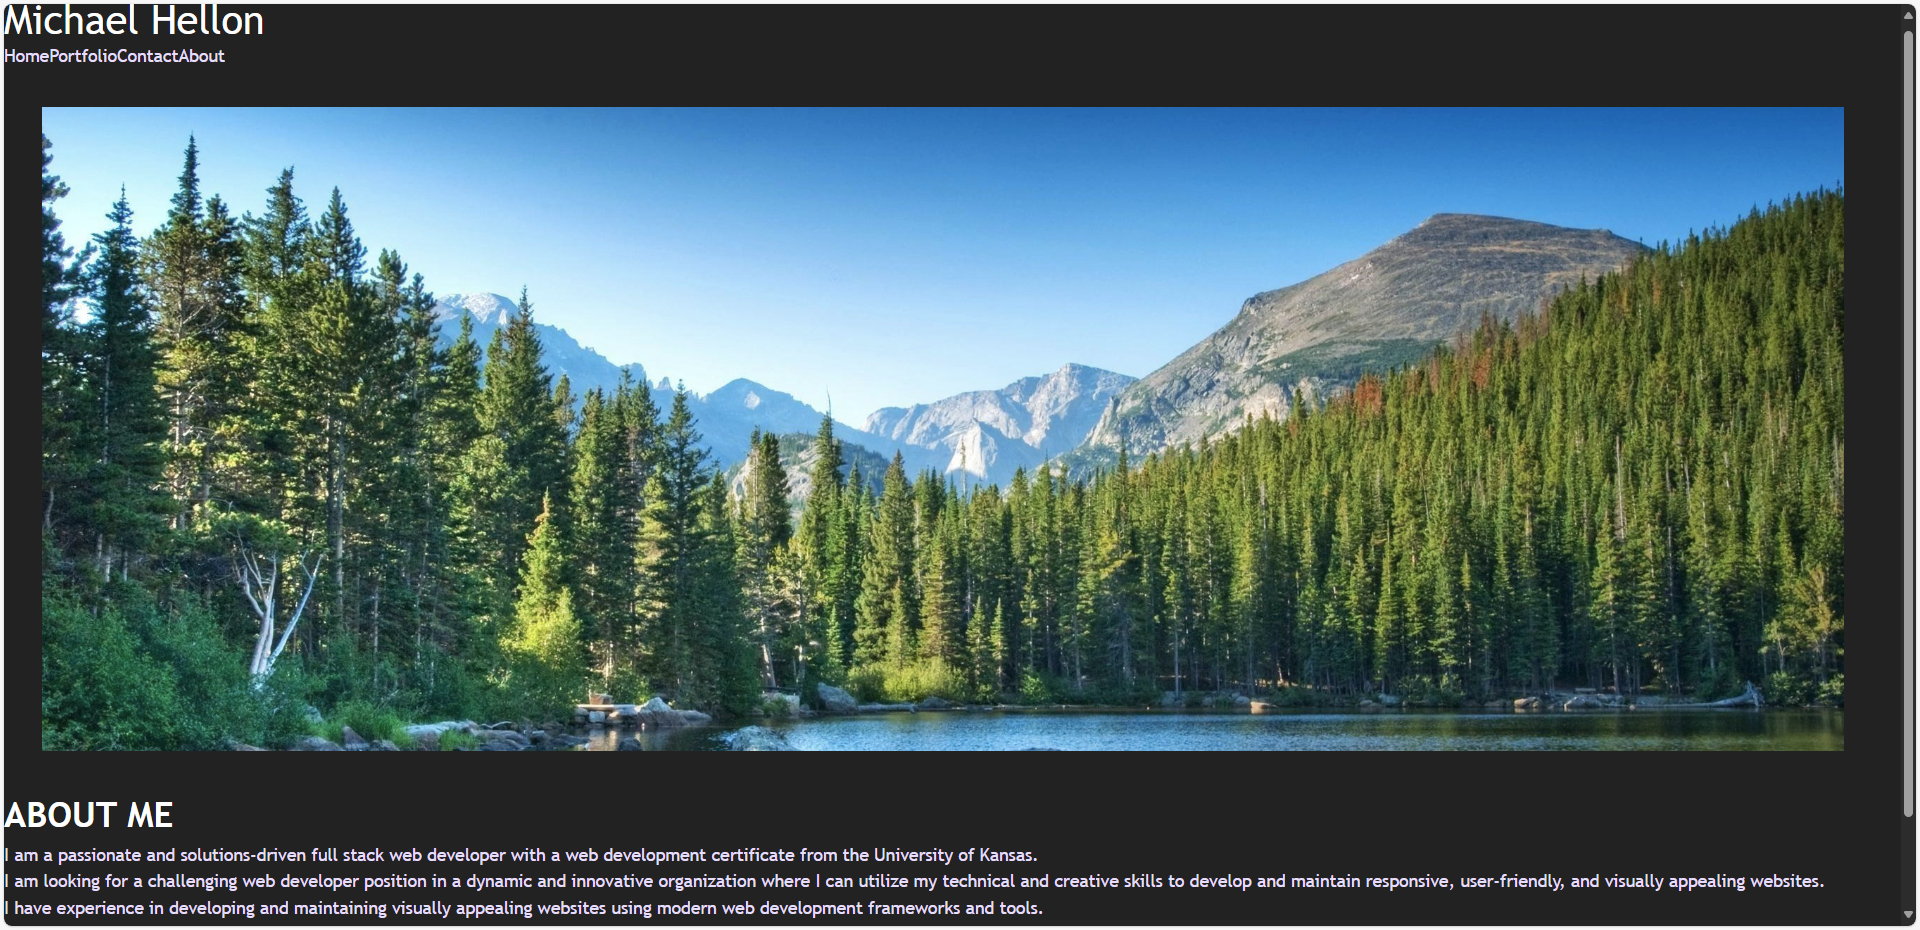 Michael Hellon
HomePortfolioContactAbout
ABOUT ME
I am a passionate and solutions-driven full stack web developer with a web development certificate from the University of Kansas.
I am looking for a challenging web developer position in a dynamic and innovative organization where I can utilize my technical and creative skills to develop and maintain responsive, user-friendly, and visually appealing websites.
I have experience in developing and maintaining visually appealing websites using modern web development frameworks and tools.